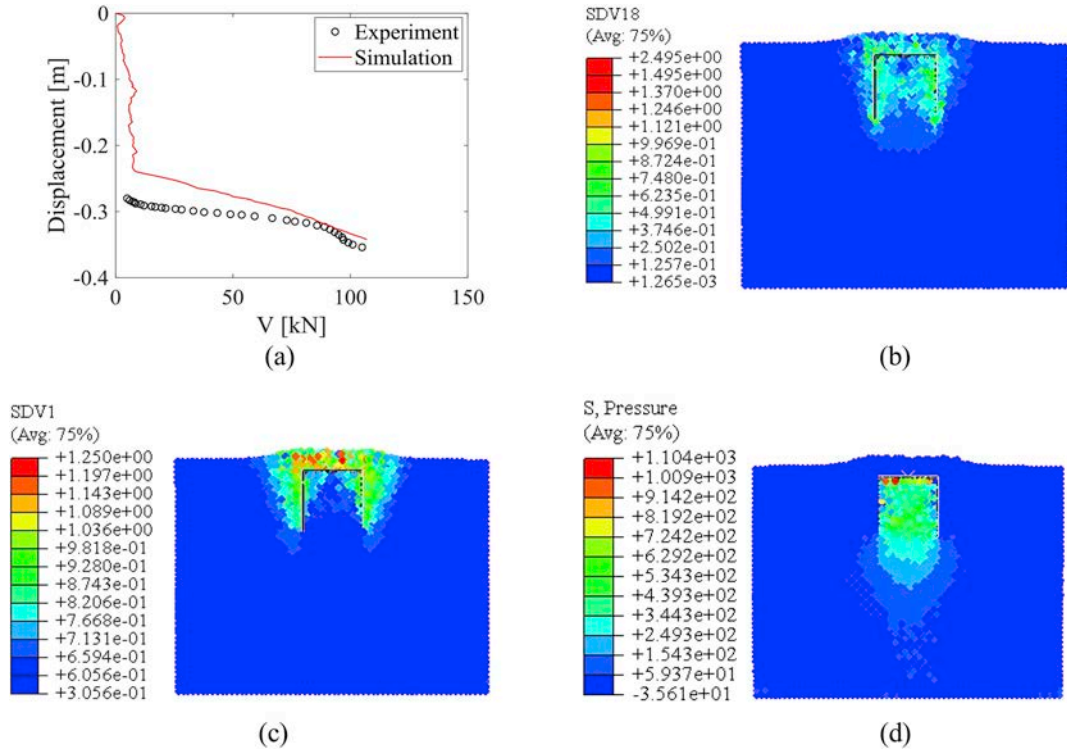 0
-0.1
-0.2
-0.3
-0.4
Displacement [m]
Experiment
Simulation
0 50 100 150
V [kN]
(a)
SDV18
(Avg: 75%)
+2.495e+00
+1.495e+00
+1.370e+00
+1.246e+00
+1.121e+00
+9.969e-01
+8.724e-01
+7.480e-01
+6.235e-01
+4.991e-01
+3.746e-01
+2.502e-01
+1.257e-01
+1.265e-03
(b)
SDV1
(Avg: 75%)
+1.250e+00
+1.197e+00
+1.143e+00
+1.089e+00
+1.036e+00
+9.818e-01
+9.280e-01
+8.743e-01
+8.206e-01
+7.668e-01
+7.131e-01
+6.594e-01
+6.056e-01
+3.056e-01
(c)
S, Pressure
(Avg: 75%)
+1.104e+03
+1.009e+03
+9.142e+02
+8.192e+02
+7.242e+02
+6.292e+02
+5.343e+02
+4.393e+02
+3.443e+02
+2.493e+02
+1.543e+02
+5.937e+01
-3.561e+01
(d)